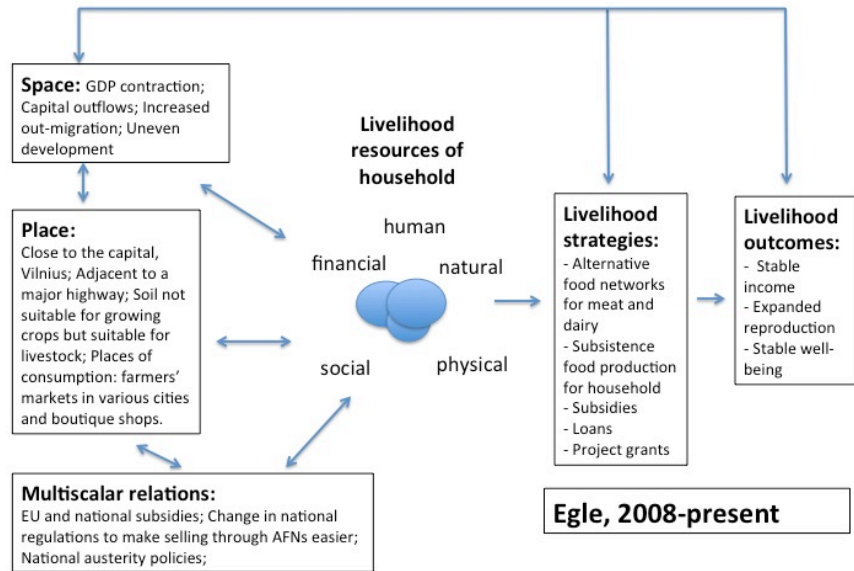 Space: GDP contraction;
Capital outflows; Increased
out-migration; Uneven
development
Place:
Close to the capital,
Vilnius; Adjacent to a
major highway; Soil not
suitable for growing
crops but suitable for
livestock; Places of
consumption: farmers’
markets in various cities
and boutique shops.
Multiscalar relations:
EU and national subsidies; Change in national
regulations to make selling through AFNs easier;
National austerity policies;
Livelihood
resources of
household
human
financial
natural
social
physical
Livelihood
strategies:
- Alternative
food networks
for meat and
dairy
- Subsistence
food production
for household
- Subsidies
- Loans
- Project grants
Livelihood
outcomes:
- Stable
income
- Expanded
reproduction
- Stable well-
being
Egle, 2008-present